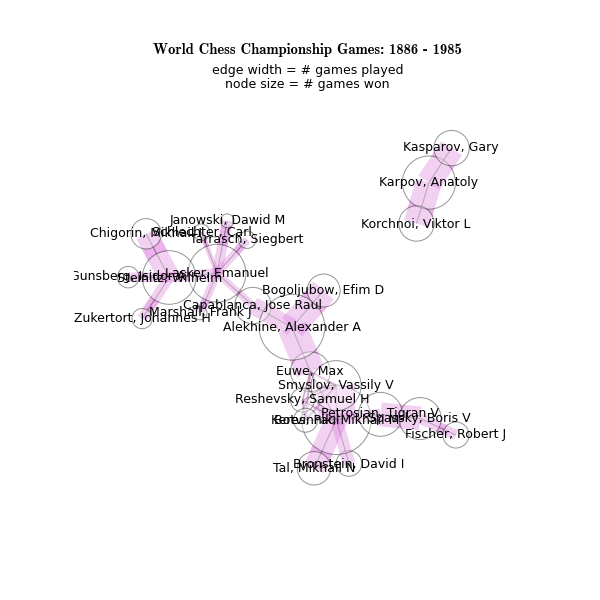 World Chess Championship Games: 1886 - 1985
edge width = # games played
node size = # games won
Kasparov, Gary
Karpov, Anatoly
Korchnoi, Viktor L
Janowski, Dawid M
Chigorin, Mikhail I
Schlechter, Carl
Tarrasch, Siegbert
Lasker, Emanuel
Gunsberg, Isidor
Steinitz, Wilhelm
Bogoljubow, Efim D
Capablanca, Jose Raul
Marshall, Frank J
Zukertort, Johannes H
Alekhine, Alexander A
Euwe, Max
Smyslov, Vassily V
Reshevsky, Samuel H
Petrosian, Tigran V
Spassky, Boris V
Keres, Paul
Botvinnik, Mikhail M
Fischer, Robert J
Bronstein, David I
Tal, Mikhail N